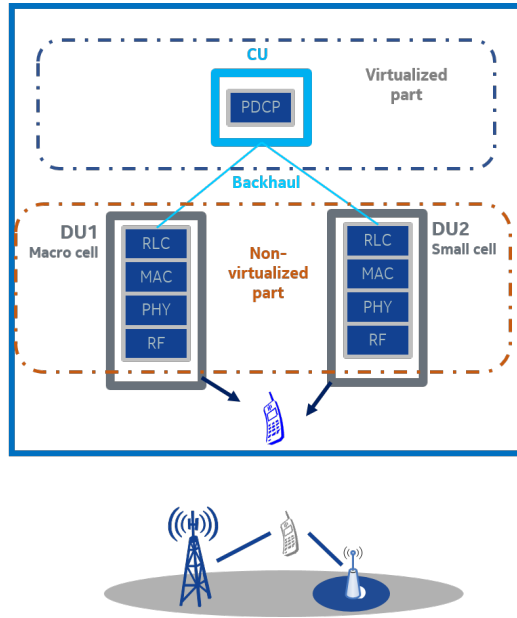 CU
Virtualized
part
PDCP
Backhaul
DU1
Macro cell
RLC
MAC
PHY
RF
Non-
virtualized
part
RLC
MAC
PHY
RF
DU2
Small cell